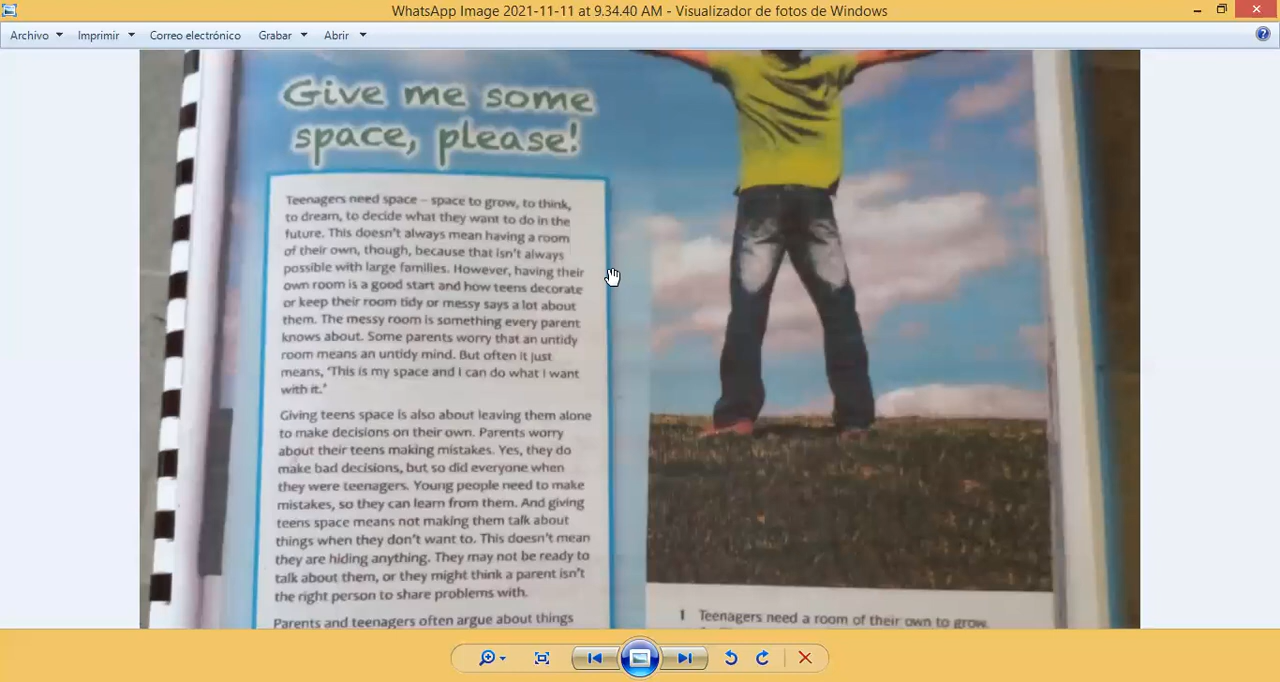 WhatsApp Image 2021-11-11 at 9.34.40 AM - Visualizador de fotos de Windows
Archivo Imprimir Correo electrónico Grabar Abrir
Give me some
space, please!
Teenagers need space – space to grow, to think,
to dream, to decide what they want to do in the
future. This doesn't always mean having a room
of their own, though, because that isn't always
possible with large families. However, having their
own room is a good start and how teens decorate
or keep their room tidy or messy says a lot about
them. The messy room is something every parent
knows about. Some parents worry that an untidy
room means an untidy mind. But often it just
means, 'This is my space and I can do what I want
with it.'
Giving teens space is also about leaving them alone
to make decisions on their own. Parents worry
about their teens making mistakes. Yes, they do
make bad decisions, but so did everyone when
they were teenagers. Young people need to make
mistakes, so they can learn from them. And giving
teens space means not making them talk about
things when they don't want to. This doesn't mean
they are hiding anything. They may not be ready to
talk about them, or they might think a parent isn't
the right person to share problems with.
Parents and teenagers often argue about things
1 Teenagers need a room of their own to grow.